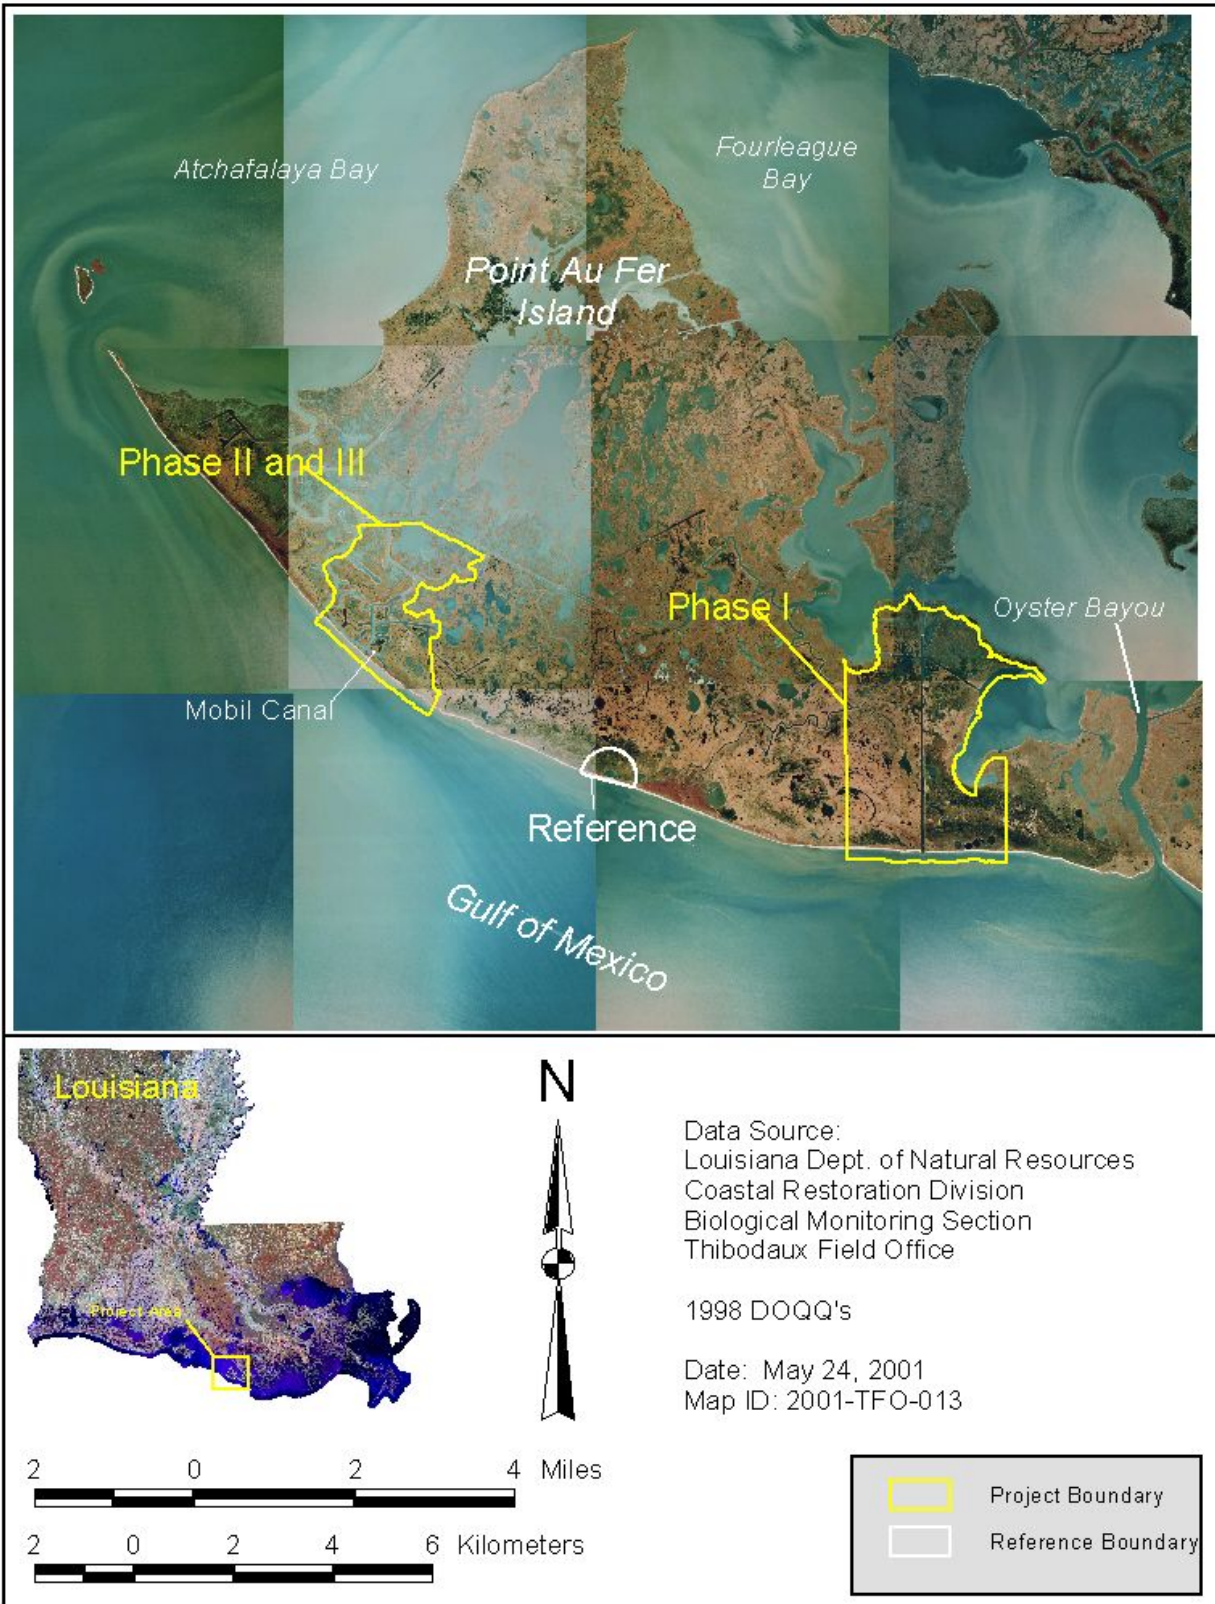 Atchafalaya Bay
Fourleague
Bay
Point Au Fer
Island
Phase II and III
Phase I
Oyster Bayou
Mobil Canal
Reference
Gulf of Mexico
Louisiana
Project Area
N
Data Source:
Louisiana Dept. of Natural Resources
Coastal Restoration Division
Biological Monitoring Section
Thibodaux Field Office
1998 DOQQ's
Date: May 24, 2001
Map ID: 2001-TFO-013
2 0 2 4 Miles
2 0 2 4 6 Kilometers
Project Boundary
Reference Boundary